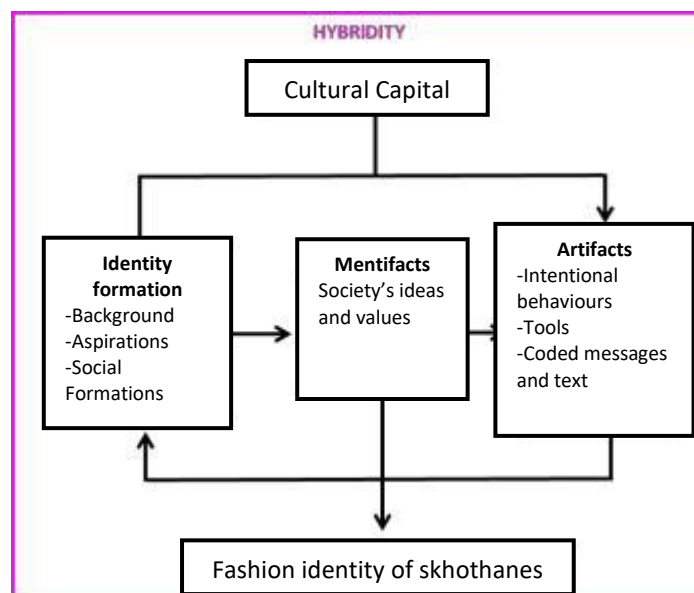 HYBRIDITY
Cultural Capital
Identity
formation
-Background
-Aspirations
-Social
Formations
Mentifacts
Society’s ideas
and values
Artifacts
-Intentional
behaviours
-Tools
-Coded messages
and text
Fashion identity of skhothanes